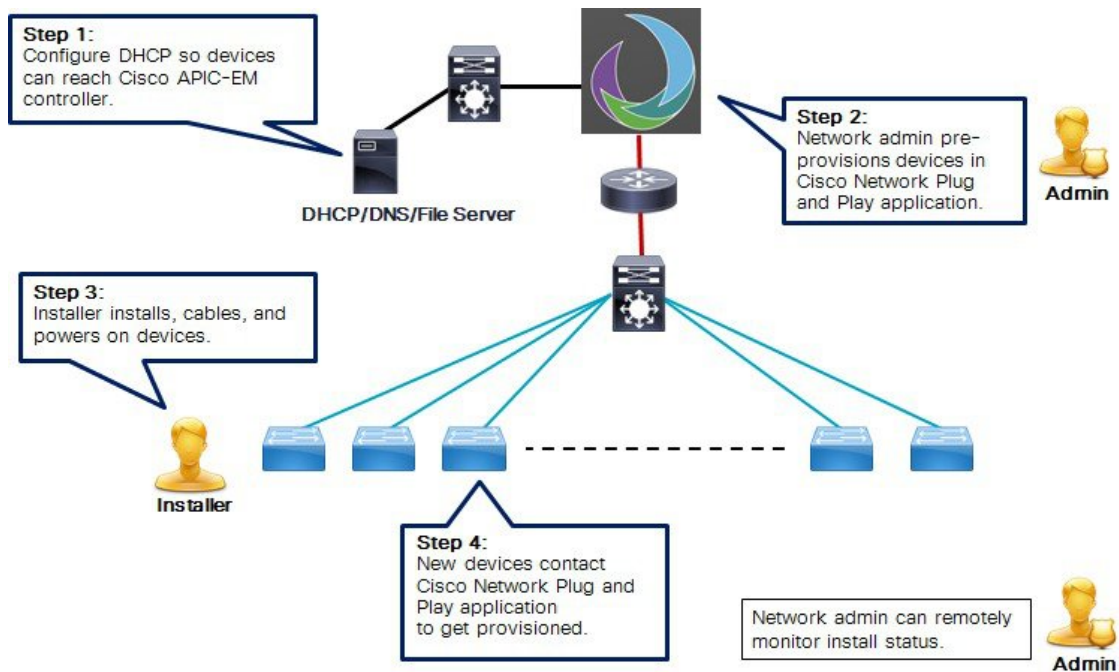 Step 1:
Configure DHCP so devices
can reach Cisco APIC-EM
controller.
DHCP/DNS/File Server
Step 2:
Network admin pre-
provisions devices in
Cisco Network Plug
and Play application.
Admin
Step 3:
Installer installs, cables, and
powers on devices.
Installer
Step 4:
New devices contact
Cisco Network Plug and
Play application
to get provisioned.
Network admin can remotely
monitor install status.
Admin